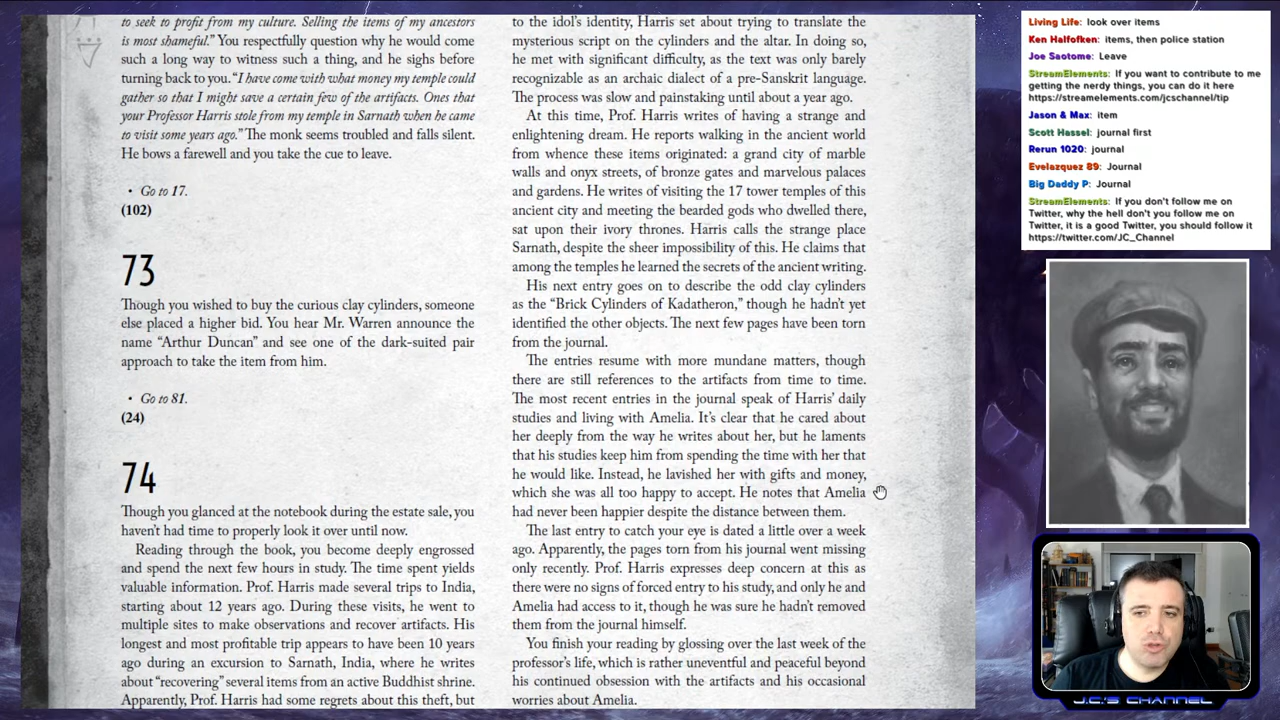 to seek to profit from my culture. Selling the items of my ancestors
is most shameful.” You respectfully question why he would come
such a long way to witness such a thing and he sighs before
turning back to you. “I have come with what money my temple could
gather so that I might save a certain few of the artifacts. Ones that
your Professor Harris stole from my temple in Sarnath when he came
to visit some years ago.” The monk seems resigned and falls silent.
He bows a farewell and you take the cue to leave.
• Go to 17.
(102)
73
Though you wished to buy the curious clay cylinders, someone
else placed a higher bid. You hear Mr. Warren announce the
name “Arthur Duncan” and see one of the dark-suited pair
approach to take the item from him.
• Go to 81.
(24)
74
Though you glanced at the notebook during the estate sale, you
haven’t had time to properly look it over until now.
Reading through the book, you become deeply engrossed
and spend the next few hours in study. The time spent yields
valuable information. Prof. Harris made several trips to India,
starting about 12 years ago. During these visits, he went to
multiple sites to make observations and recover artifacts. His
longest and most profitable trip appears to have been 10 years
ago during an excursion to Sarnath, India, where he writes
about “recovering” several items from an active Buddhist shrine.
Apparently, Prof. Harris had some regrets about this theft, but
to the idol’s identity, Harris set about trying to translate the
mysterious script on the cylinders and the altar. In doing so,
he met with significant difficulty, as the text was only barely
recognizable as an archaic dialect of a pre-Sanskrit language.
The process was slow and painstaking until about a year ago.
At this time, Prof. Harris writes of having a strange and
enlightening dream. He reports walking in the ancient world
from whence these items originated: a grand city of marble
walls and onyx streets, of bronze gates and marvelous palaces
and gardens. He writes of visiting the 17 tower temples of this
ancient city and meeting the bearded gods who dwelled there,
sat upon their ivory thrones. Harris calls the strange place
Sarnath, despite the sheer impossibility of this. He claims that
among the temples he learned the secrets of the ancient writing.
His next entry goes on to describe the odd clay cylinders
as the “Brick Cylinders of Kadatheron,” though he hadn’t yet
identified the other objects. The next few pages have been torn
from the journal.
The entries resume with more mundane matters, though
there are still references to the artifacts from time to time.
The most recent entries in the journal speak of Harris’ daily
studies and living with Amelia. It’s clear that he cared about
her deeply from the way he writes about her, but he laments
that his studies keep him from spending the time with her that
he would like. Instead, he lavished her with gifts and money,
which she was all too happy to accept. He notes that Amelia
had never been happier despite the distance between them.
The last entry to catch your eye is dated a little over a week
ago. Apparently, the pages torn from his journal went missing
only recently. Prof. Harris expresses deep concern at this as
there were no signs of forced entry to his study, and only he and
Amelia had access to it, though he was sure he hadn’t removed
them from the journal himself.
You finish your reading by glossing over the last week of the
professor’s life, which is rather uneventful and peaceful beyond
his continued obsession with the artifacts and his occasional
worries about Amelia.
Living Life: look over items
Ken Halfofken: items, then police station
Joe Saotome: Leave
StreamElements: If you want to contribute to me
getting the nerdy things, you can do it here
https://streamelements.com/jcschannel/tip
Jason & Max: item
Scott Hassel: journal first
Rerun 1020: journal
Evelazquez 89: Journal
Big Daddy P: Journal
StreamElements: If you don't follow me on
Twitter, why the hell don't you follow me on
Twitter, it is a good Twitter, you should follow it
https://twitter.com/JC_Channel
J.C.'S CHANNEL